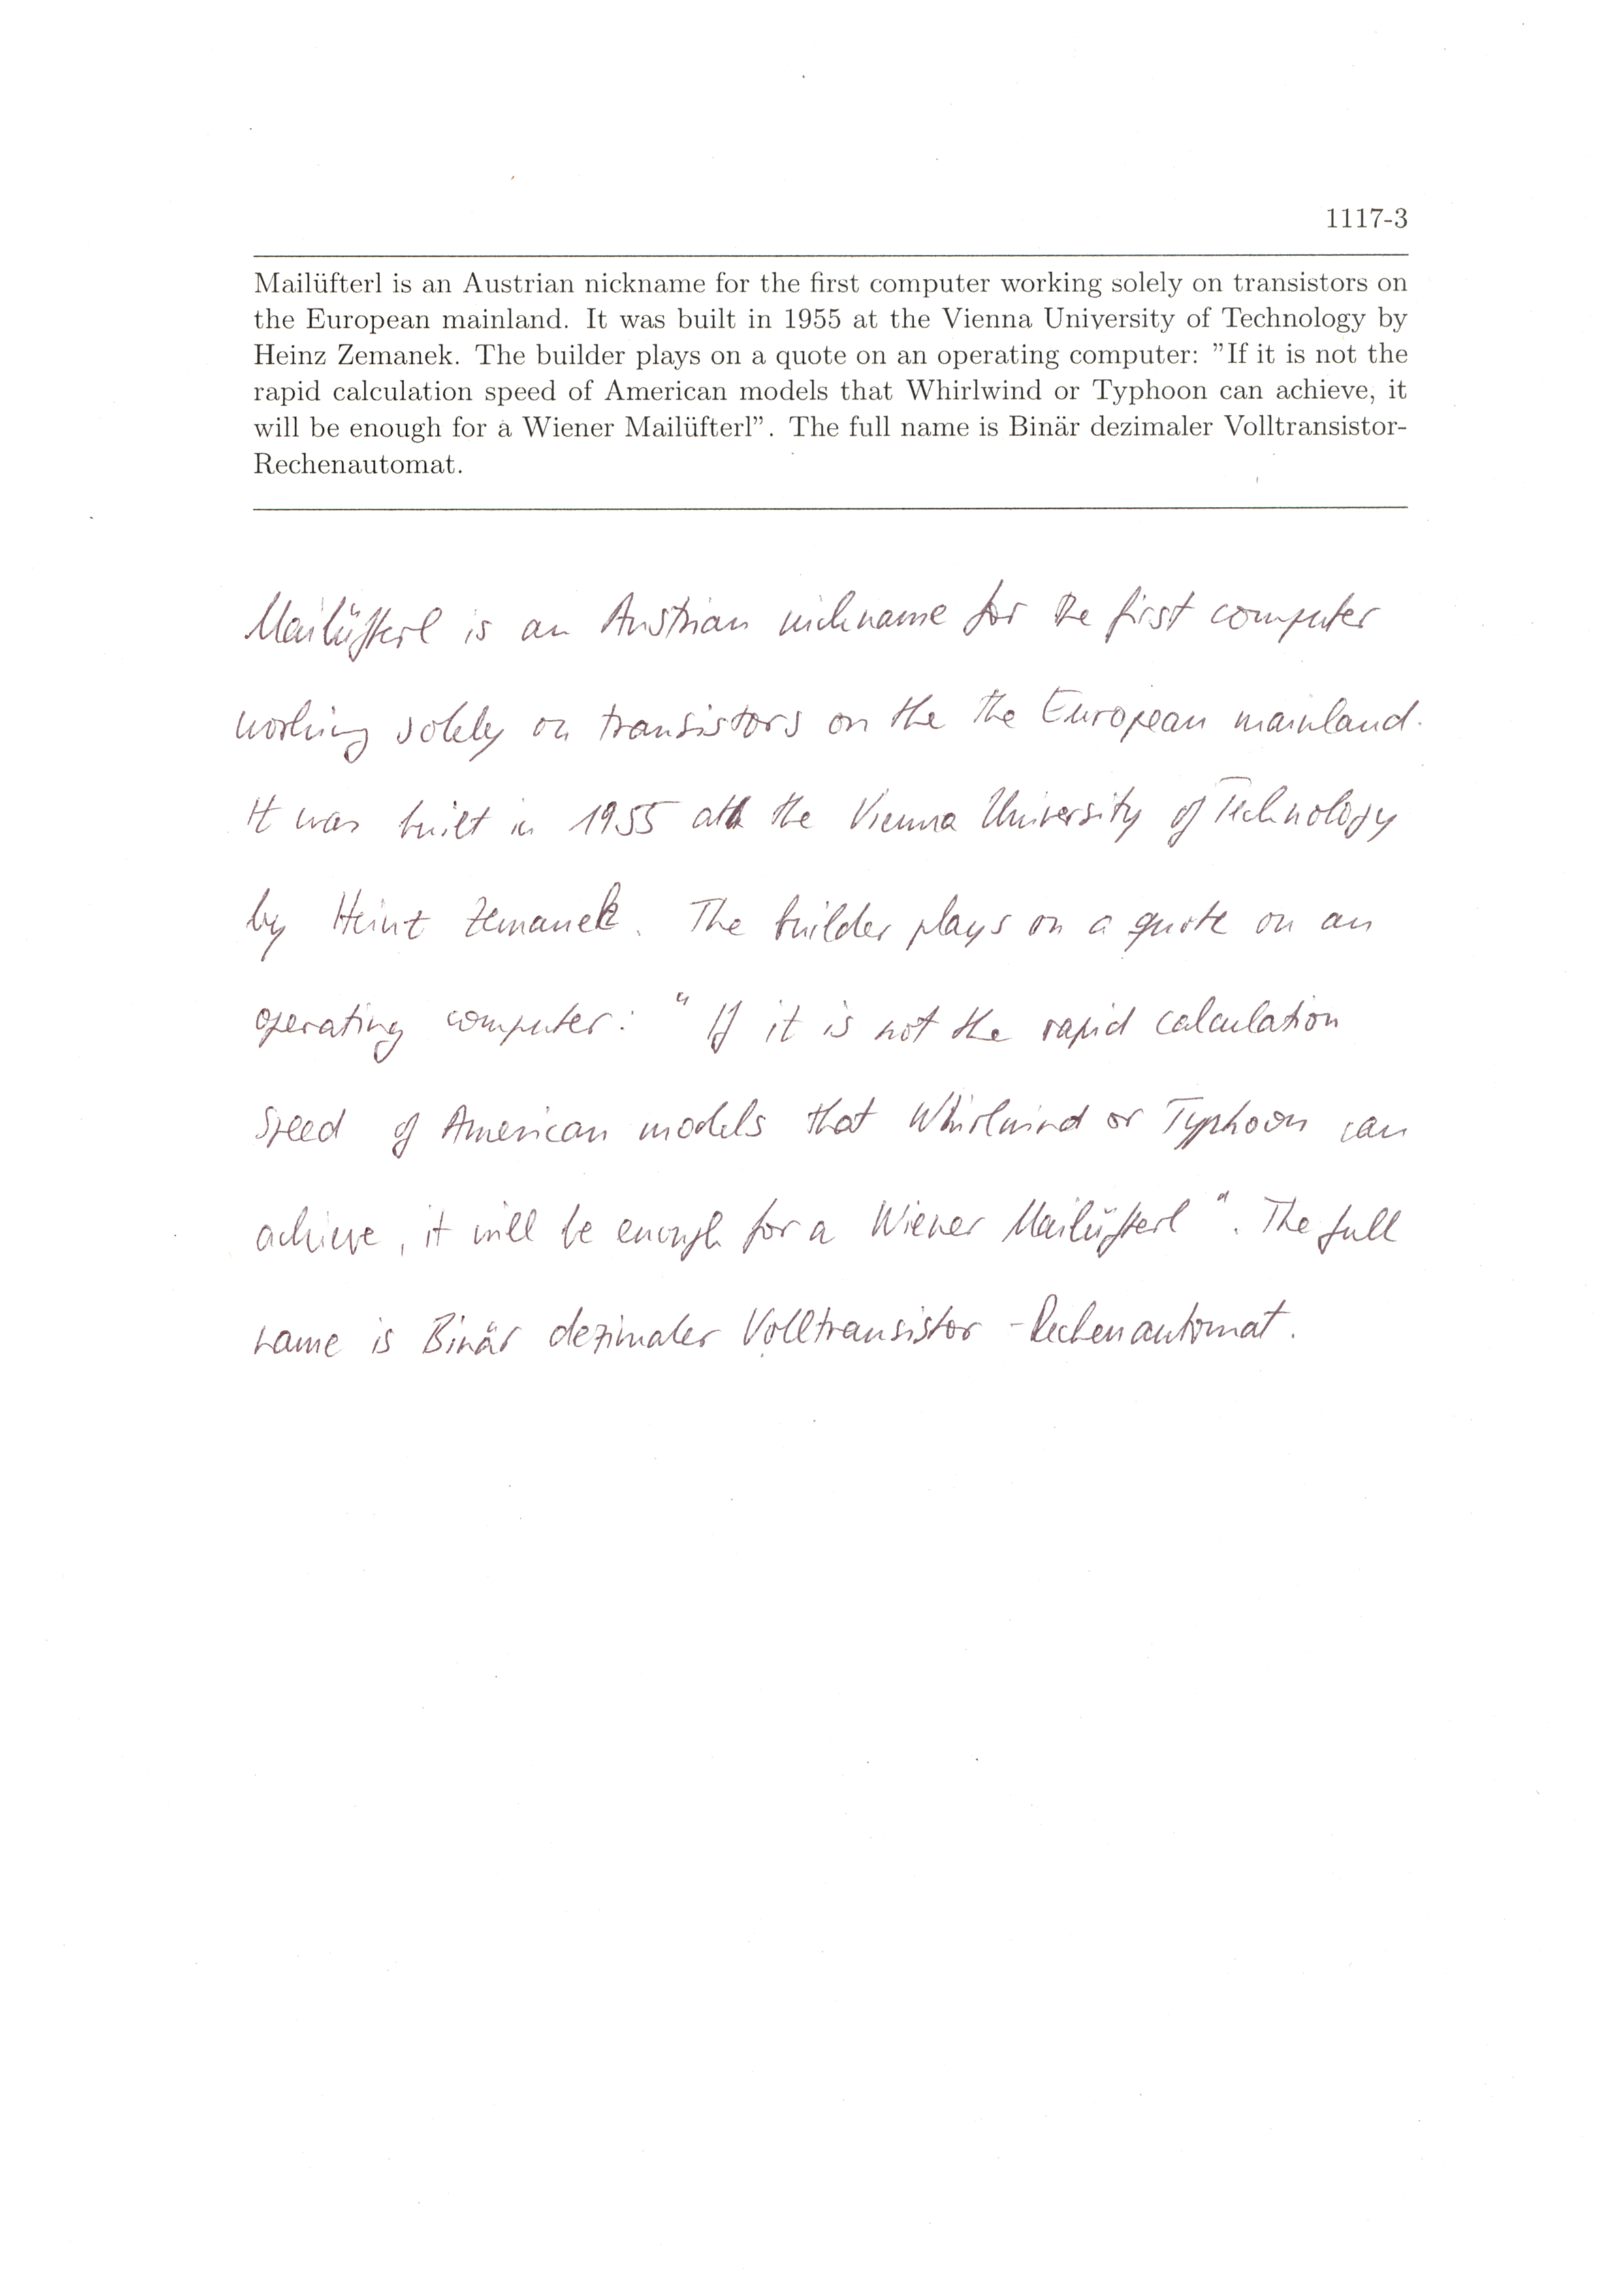 1117-3
Mailüfterl is an Austrian nickname for the first computer working solely on transistors on
the European mainland. It was built in 1955 at the Vienna University of Technology by
Heinz Zemanek. The builder plays on a quote on an operating computer: ”If it is not the
rapid calculation speed of American models that Whirlwind or Typhoon can achieve, it
will be enough for a Wiener Mailüfterl”. The full name is Binär dezimaler Volltransistor-
Rechenautomat.
Mailüfterl is an Austrian nickname for the first computer
working solely on transistors on the the European mainland.
It was built in 1955 at the Vienna University of Technology
by Heinz Zemanek. The builder plays on a quote on an
operating computer: "If it is not the rapid calculation
speed of American models that Whirlwind or Typhoon can
achieve, it will be enough for a Wiener Mailüfterl". The full
name is Binär dezimaler Volltransistor-Rechenautomat.